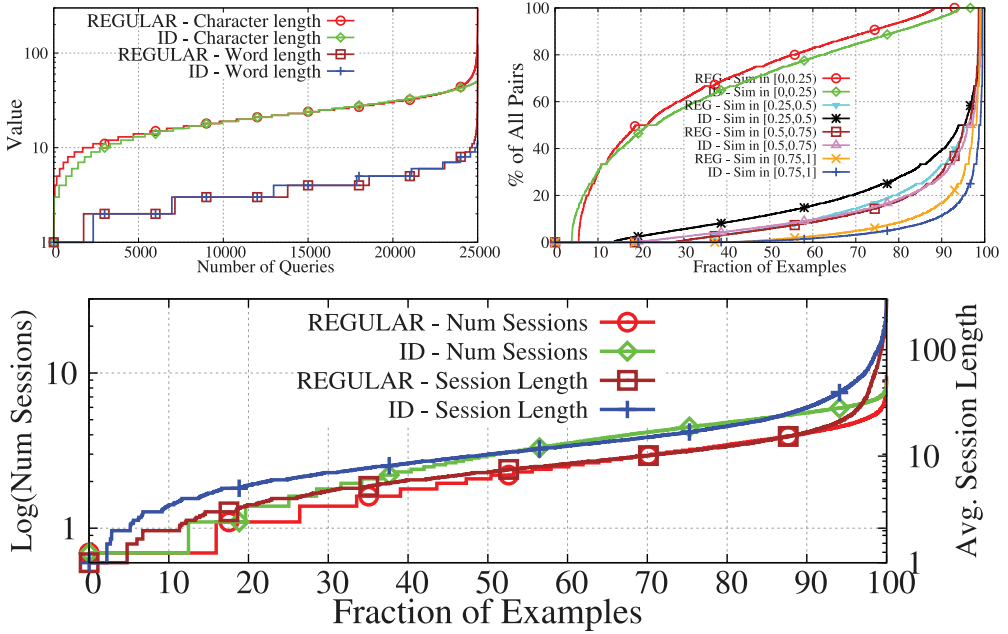 REGULAR - Character length
ID - Character length
REGULAR - Word length
ID - Word length
Value
100
10
1
0 5000 10000 15000 20000 25000
Number of Queries
% of All Pairs
100
80
60
40
20
0
REG - Sim in [0,0.25)
ID - Sim in [0,0.25)
REG - Sim in [0.25,0.5)
ID - Sim in [0.25,0.5)
REG - Sim in [0.5,0.75)
ID - Sim in [0.5,0.75)
REG - Sim in [0.75,1]
ID - Sim in [0.75,1]
0 10 20 30 40 50 60 70 80 90 100
Fraction of Examples
REGULAR - Num Sessions
ID - Num Sessions
REGULAR - Session Length
ID - Session Length
Log(Num Sessions)
10
1
Avg. Session Length
100
10
1
0 10 20 30 40 50 60 70 80 90 100
Fraction of Examples